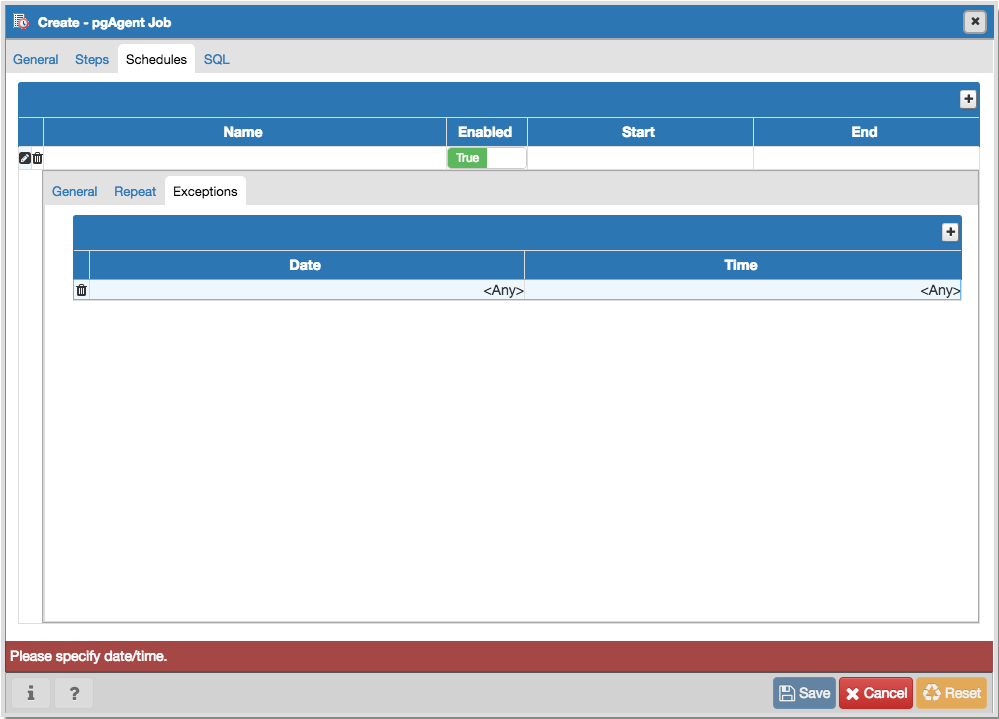 Create - pgAgent Job
General Steps Schedules SQL
Name Enabled Start End
True
General Repeat Exceptions
Date Time
<Any> <Any>
Please specify date/time.
i ? Save Cancel Reset